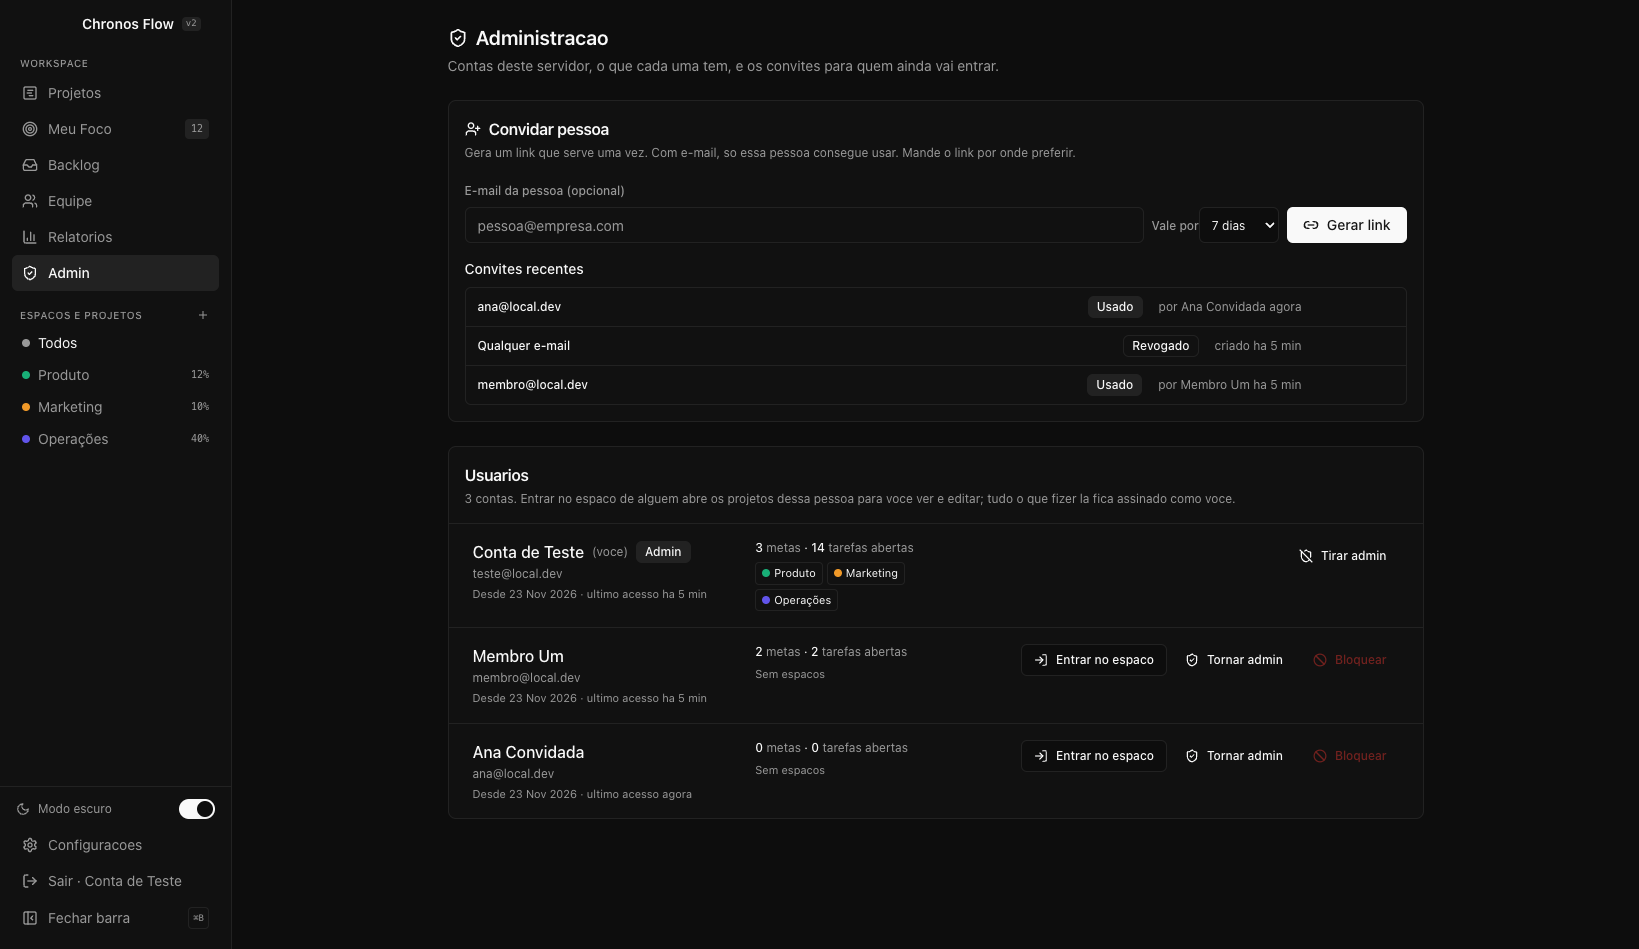 Chronos Flow v2
WORKSPACE
Projetos
Meu Foco 12
Backlog
Equipe
Relatorios
Admin
ESPACOS E PROJETOS +
Todos
Produto 12%
Marketing 10%
Operações 40%
Modo escuro
Configuracoes
Sair · Conta de Teste
Fechar barra ⌘B
Administracao
Contas deste servidor, o que cada uma tem, e os convites para quem ainda vai entrar.
Convidar pessoa
Gera um link que serve uma vez. Com e-mail, so essa pessoa consegue usar. Mande o link por onde preferir.
E-mail da pessoa (opcional)
pessoa@empresa.com Vale por 7 dias Gerar link
Convites recentes
ana@local.dev Usado por Ana Convidada agora
Qualquer e-mail Revogado criado ha 5 min
membro@local.dev Usado por Membro Um ha 5 min
Usuarios
3 contas. Entrar no espaco de alguem abre os projetos dessa pessoa para voce ver e editar; tudo o que fizer la fica assinado como voce.
Conta de Teste (voce) Admin
teste@local.dev
Desde 23 Nov 2026 · ultimo acesso ha 5 min
3 metas · 14 tarefas abertas
Produto Marketing
Operações
Tirar admin
Membro Um
membro@local.dev
Desde 23 Nov 2026 · ultimo acesso ha 5 min
2 metas · 2 tarefas abertas
Sem espacos
Entrar no espaco Tornar admin Bloquear
Ana Convidada
ana@local.dev
Desde 23 Nov 2026 · ultimo acesso agora
0 metas · 0 tarefas abertas
Sem espacos
Entrar no espaco Tornar admin Bloquear